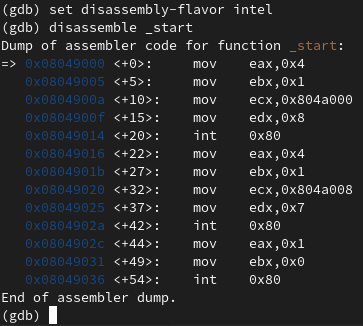 (gdb) set disassembly-flavor intel
(gdb) disassemble _start
Dump of assembler code for function _start:
=> 0x08049000 <+0>:     mov    eax,0x4
   0x08049005 <+5>:     mov    ebx,0x1
   0x0804900a <+10>:    mov    ecx,0x804a000
   0x0804900f <+15>:    mov    edx,0x8
   0x08049014 <+20>:    int    0x80
   0x08049016 <+22>:    mov    eax,0x4
   0x0804901b <+27>:    mov    ebx,0x1
   0x08049020 <+32>:    mov    ecx,0x804a008
   0x08049025 <+37>:    mov    edx,0x7
   0x0804902a <+42>:    int    0x80
   0x0804902c <+44>:    mov    eax,0x1
   0x08049031 <+49>:    mov    ebx,0x0
   0x08049036 <+54>:    int    0x80
End of assembler dump.
(gdb)